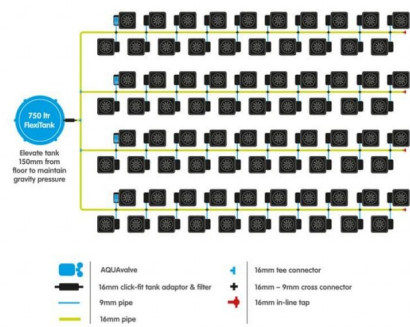 750 ltr
FlexiTank
Elevate tank
150mm from
floor to maintain
gravity pressure
AQUAvalve
16mm click-fit tank adaptor & filter
9mm pipe
16mm pipe
16mm tee connector
16mm – 9mm cross connector
16mm in-line tap